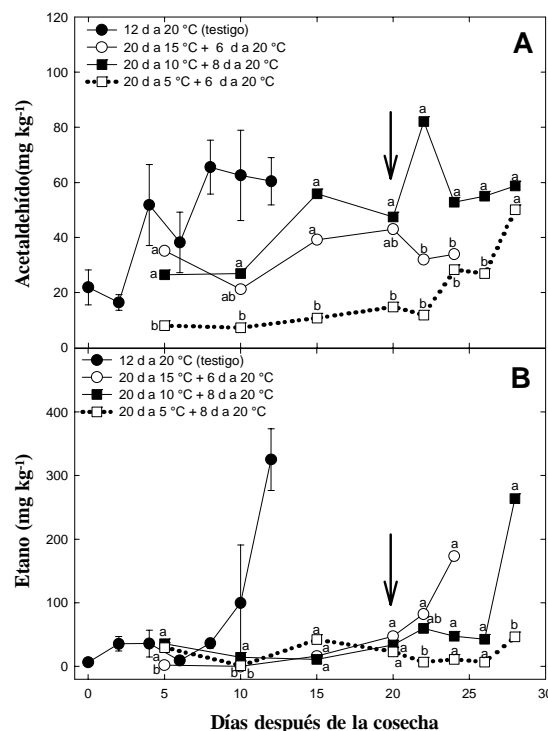 12 d a 20 °C (testigo)
20 d a 15 °C + 6 d a 20 °C
20 d a 10 °C + 8 d a 20 °C
20 d a 5 °C + 6 d a 20 °C
A
Acetaldehído(mg kg-1)
120
100
80
60
40
20
0
a
a
a
a
a
a
a
a
a
a
ab
a
ab
b
b
b
b
b
b
b
b
b
b
12 d a 20 °C (testigo)
20 d a 15 °C + 6 d a 20 °C
20 d a 10 °C + 8 d a 20 °C
20 d a 5 °C + 8 d a 20 °C
B
Etano (mg kg-1)
400
300
200
100
0
a
a
b
a
b
b
a
a
a
a
a
a
a
ab
b
a
a
a
b
a
b
a
b
0
5
10
15
20
25
30
Días después de la cosecha